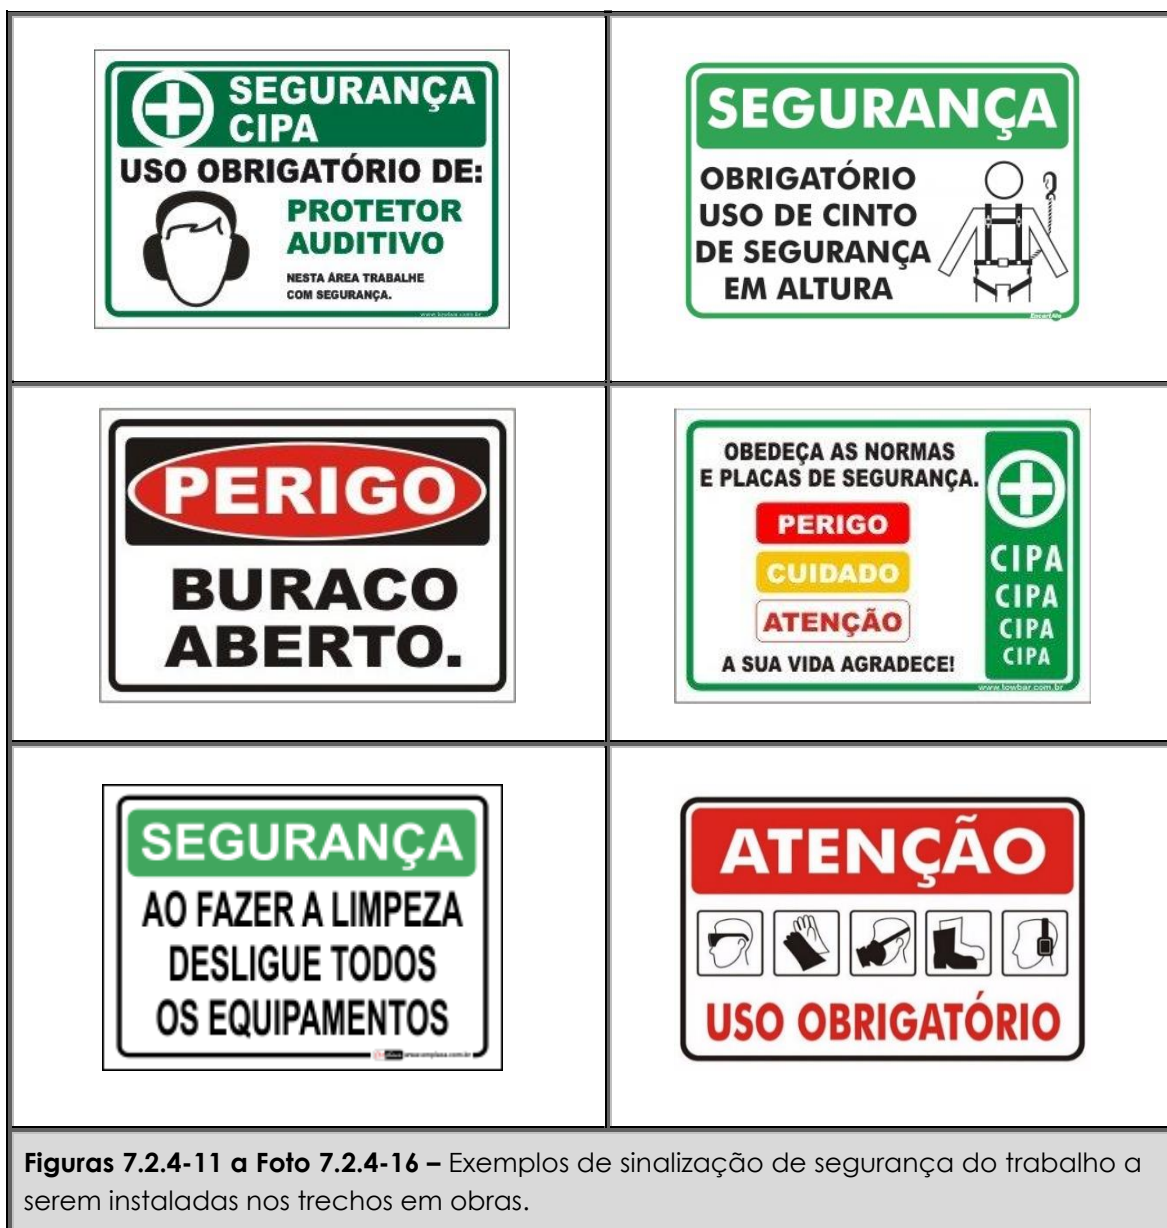 SEGURANÇA
CIPA
USO OBRIGATÓRIO DE:
PROTETOR
AUDITIVO
NESTA ÁREA TRABALHE
COM SEGURANÇA.
www.towbar.com.br
SEGURANÇA
OBRIGATÓRIO
USO DE CINTO
DE SEGURANÇA
EM ALTURA
PERIGO
BURACO
ABERTO.
OBEDEÇA AS NORMAS
E PLACAS DE SEGURANÇA.
PERIGO
CUIDADO
ATENÇÃO
A SUA VIDA AGRADECE!
CIPA
CIPA
CIPA
CIPA
www.towbar.com.br
SEGURANÇA
AO FAZER A LIMPEZA
DESLIGUE TODOS
OS EQUIPAMENTOS
ATENÇÃO
USO OBRIGATÓRIO
Figuras 7.2.4-11 a Foto 7.2.4-16 – Exemplos de sinalização de segurança do trabalho a
serem instaladas nos trechos em obras.